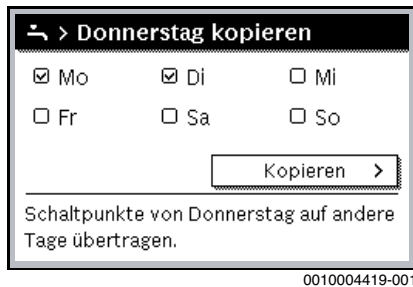 > Donnerstag kopieren
Mo Di Mi
Fr Sa So
Kopieren >
Schaltpunkte von Donnerstag auf andere
Tage übertragen.
0010004419-001